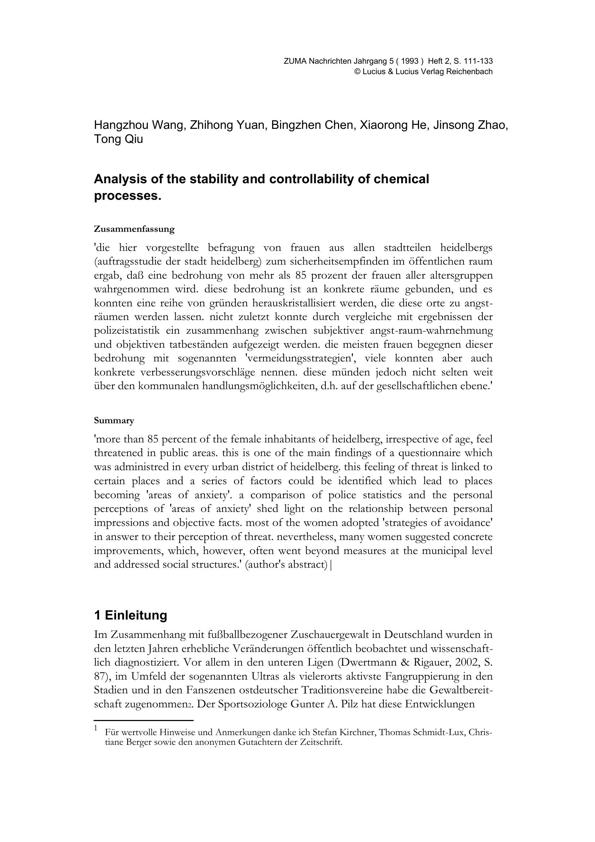 ZUMA Nachrichten Jahrgang 5 ( 1993 ) Heft 2, S. 111-133
© Lucius & Lucius Verlag Reichenbach
Hangzhou Wang, Zhihong Yuan, Bingzhen Chen, Xiaorong He, Jinsong Zhao,
Tong Qiu
Analysis of the stability and controllability of chemical
processes.
Zusammenfassung
'die hier vorgestellte befragung von frauen aus allen stadtteilen heidelbergs
(auftragsstudie der stadt heidelberg) zum sicherheitsempfinden im öffentlichen raum
ergab, daß eine bedrohung von mehr als 85 prozent der frauen aller altersgruppen
wahrgenommen wird. diese bedrohung ist an konkrete räume gebunden, und es
konnten eine reihe von gründen herauskristallisiert werden, die diese orte zu angst-
räumen werden lassen. nicht zuletzt konnte durch vergleiche mit ergebnissen der
polizeistatistik ein zusammenhang zwischen subjektiver angst-raum-wahrnehmung
und objektiven tatbeständen aufgezeigt werden. die meisten frauen begegnen dieser
bedrohung mit sogenannten 'vermeidungsstrategien', viele konnten aber auch
konkrete verbesserungsvorschläge nennen. diese münden jedoch nicht selten weit
über den kommunalen handlungsmöglichkeiten, d.h. auf der gesellschaftlichen ebene.'
Summary
'more than 85 percent of the female inhabitants of heidelberg, irrespective of age, feel
threatened in public areas. this is one of the main findings of a questionnaire which
was administred in every urban district of heidelberg. this feeling of threat is linked to
certain places and a series of factors could be identified which lead to places
becoming 'areas of anxiety'. a comparison of police statistics and the personal
perceptions of 'areas of anxiety' shed light on the relationship between personal
impressions and objective facts. most of the women adopted 'strategies of avoidance'
in answer to their perception of threat. nevertheless, many women suggested concrete
improvements, which, however, often went beyond measures at the municipal level
and addressed social structures.' (author's abstract)|
1 Einleitung
Im Zusammenhang mit fußballbezogener Zuschauergewalt in Deutschland wurden in
den letzten Jahren erhebliche Veränderungen öffentlich beobachtet und wissenschaft-
lich diagnostiziert. Vor allem in den unteren Ligen (Dwertmann & Rigauer, 2002, S.
87), im Umfeld der sogenannten Ultras als vielerorts aktivste Fangruppierung in den
Stadien und in den Fanszenen ostdeutscher Traditionsvereine habe die Gewaltbereit-
schaft zugenommen2. Der Sportsoziologe Gunter A. Pilz hat diese Entwicklungen
1 Für wertvolle Hinweise und Anmerkungen danke ich Stefan Kirchner, Thomas Schmidt-Lux, Chris-
tiane Berger sowie den anonymen Gutachtern der Zeitschrift.